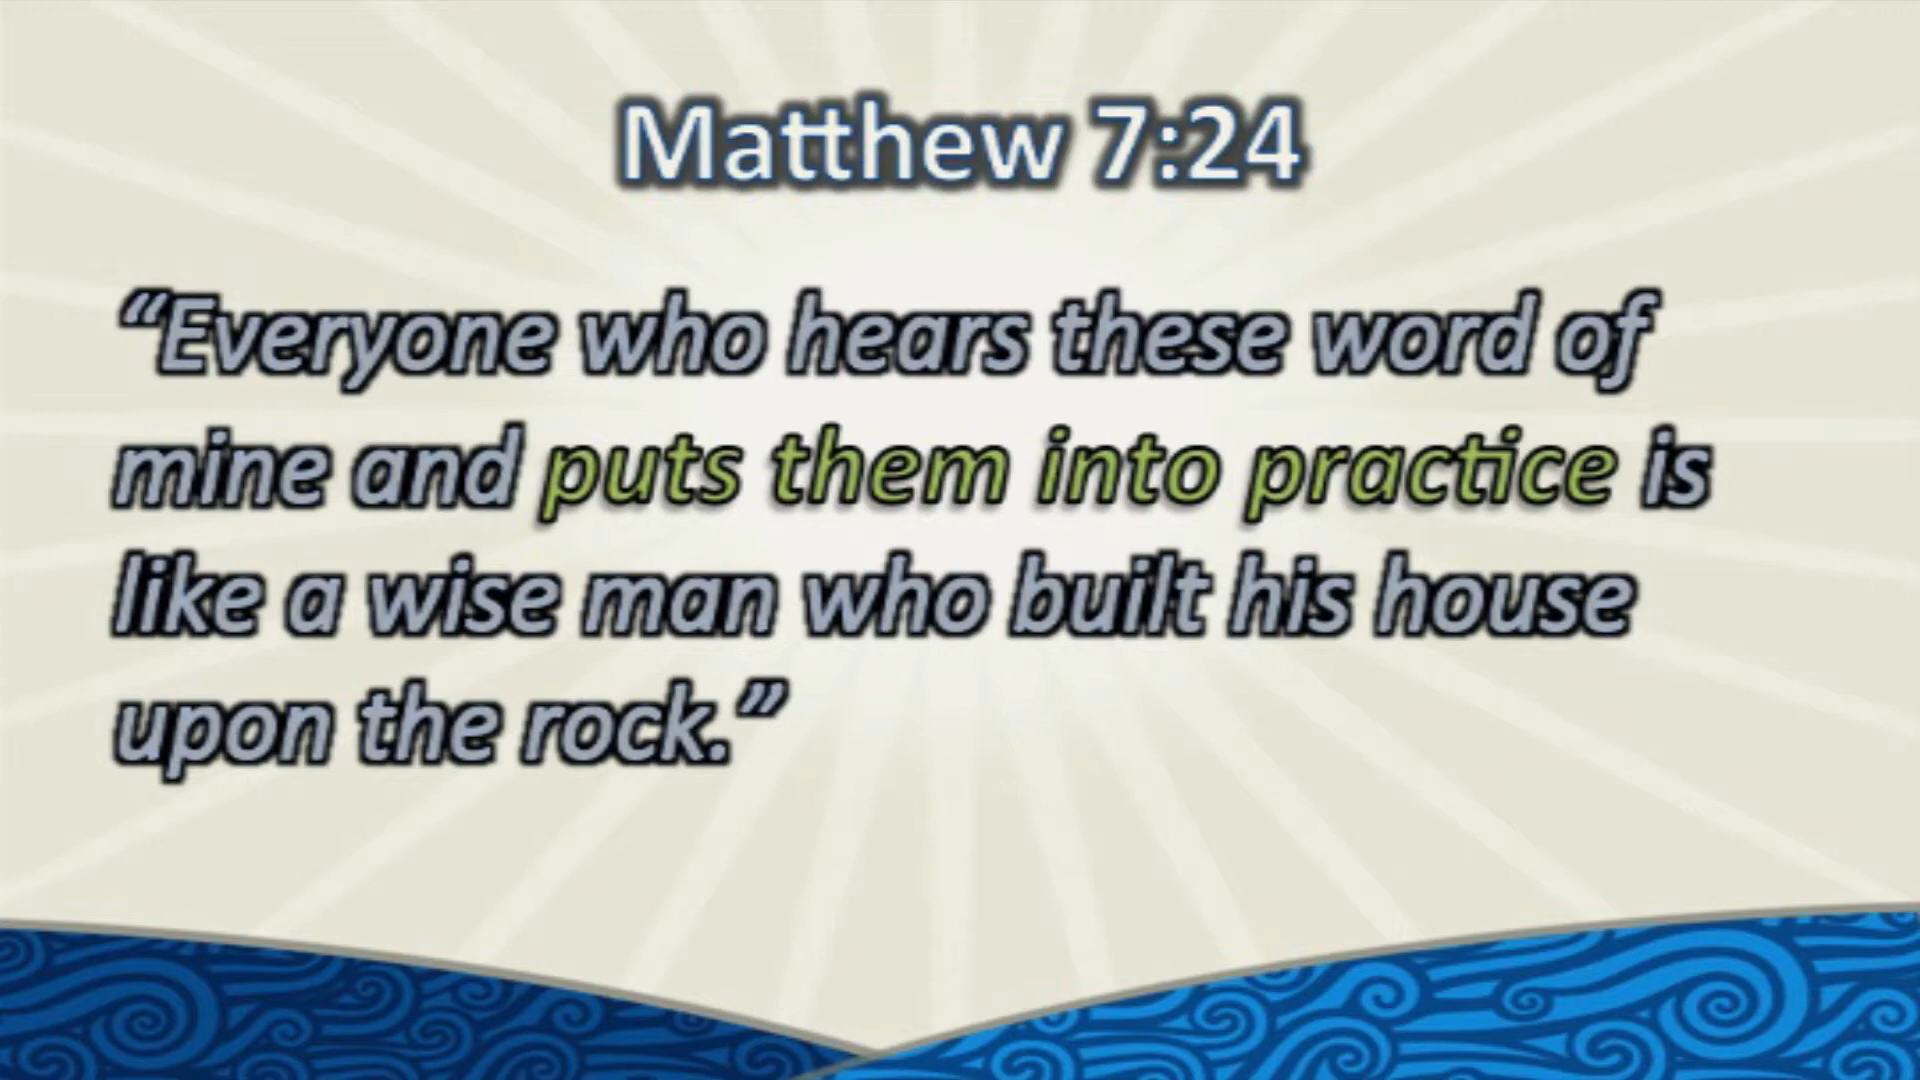 Matthew 7:24
“Everyone who hears these word of
mine and puts them into practice is
like a wise man who built his house
upon the rock.”